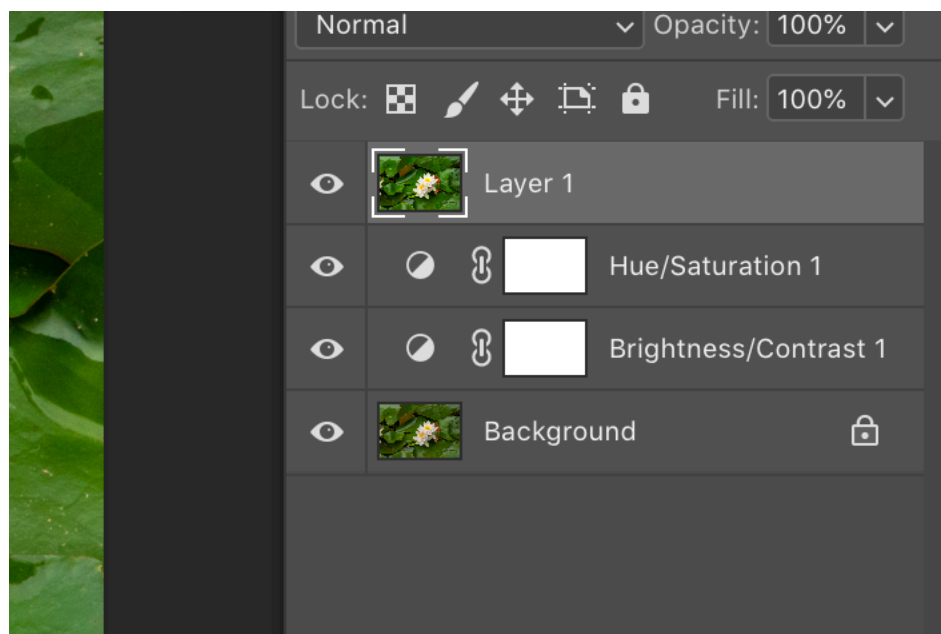 Normal Opacity: 100%
Lock: Fill: 100%
Layer 1
Hue/Saturation 1
Brightness/Contrast 1
Background